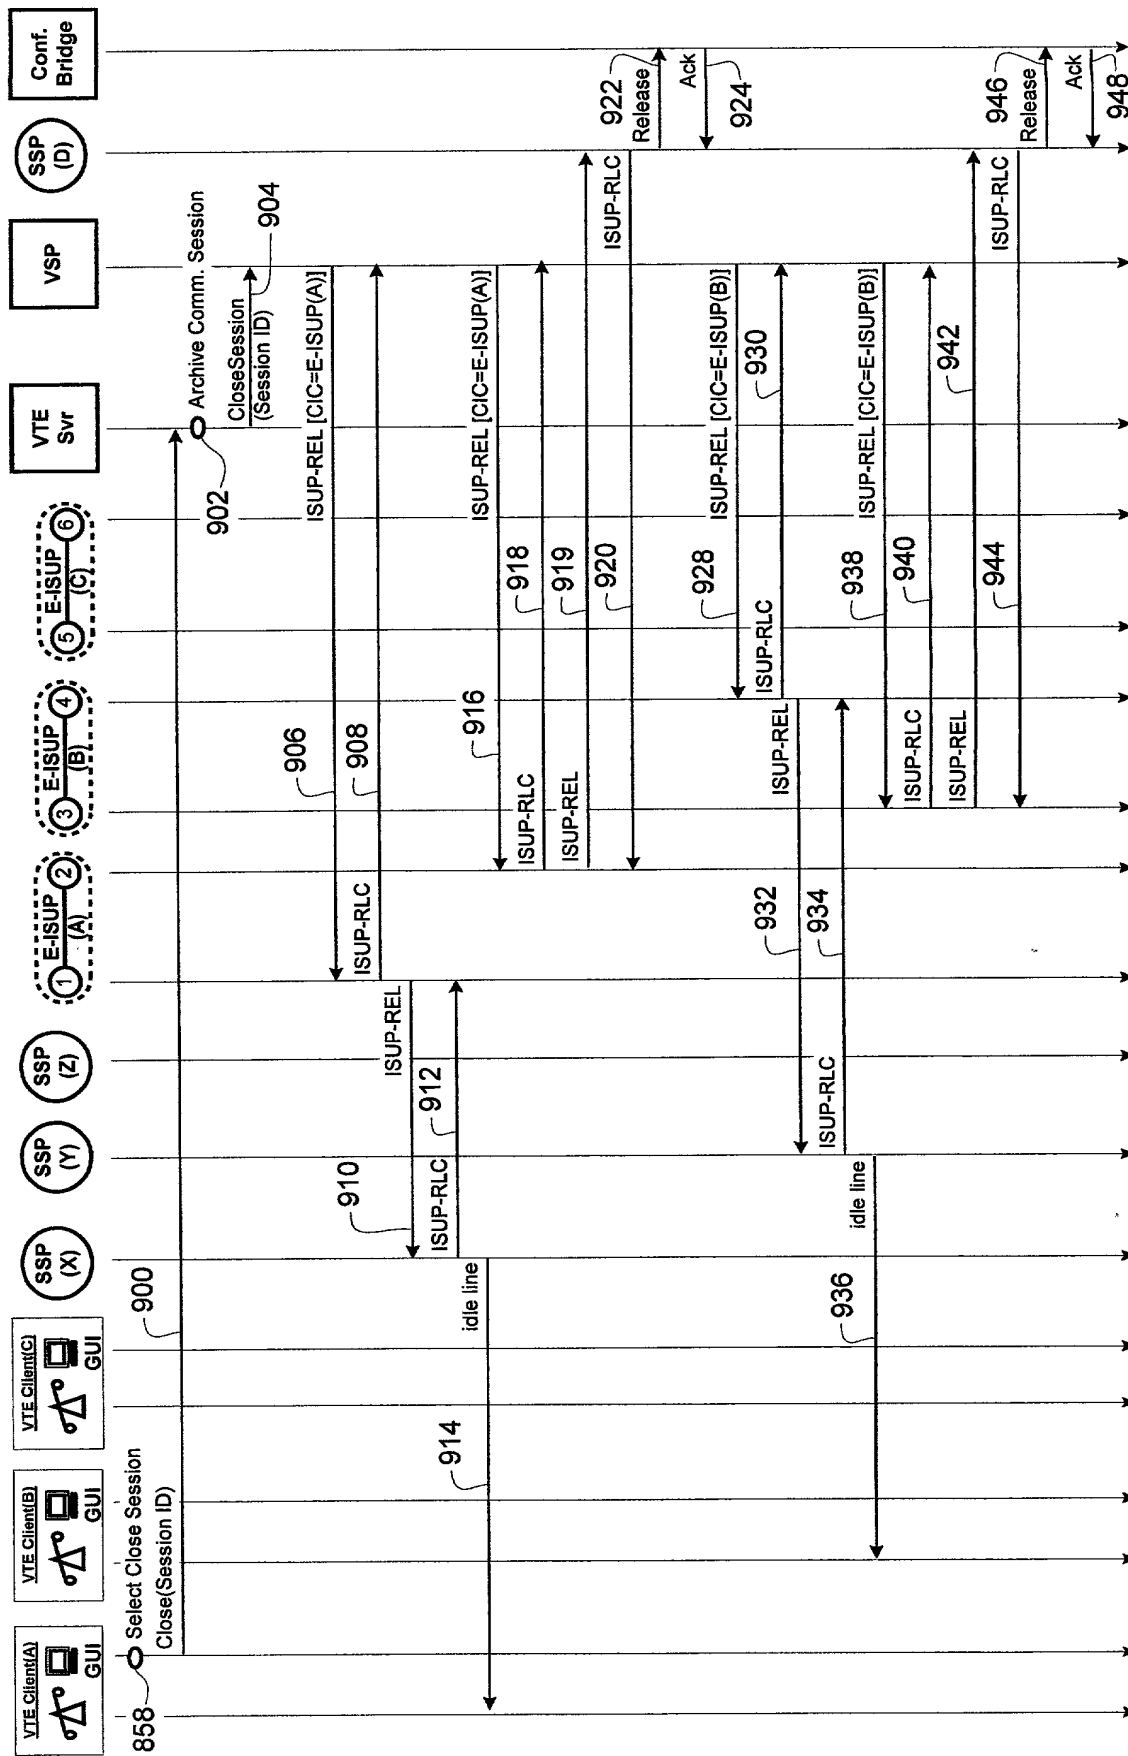 VTE Client(A)
GUI
VTE Client(B)
GUI
VTE Client(C)
GUI
SSP
(X)
SSP
(Y)
SSP
(Z)
1
E-ISUP
(A)
2
3
E-ISUP
(B)
4
5
E-ISUP
(C)
6
VTE
Svr
VSP
SSP
(D)
Conf.
Bridge
858
Select Close Session
Close(Session ID)
900
902
Archive Comm. Session
CloseSession
(Session ID)
904
ISUP-REL [CIC=E-ISUP(A)]
906
ISUP-RLC
908
ISUP-REL
910
ISUP-RLC
912
idle line
914
ISUP-REL [CIC=E-ISUP(A)]
916
ISUP-RLC
918
ISUP-REL
919
ISUP-RLC
920
Release
922
Ack
924
ISUP-REL [CIC=E-ISUP(B)]
928
ISUP-RLC
930
ISUP-REL
932
ISUP-RLC
934
idle line
936
ISUP-REL [CIC=E-ISUP(B)]
938
ISUP-RLC
940
ISUP-REL
942
ISUP-RLC
944
Release
946
Ack
948